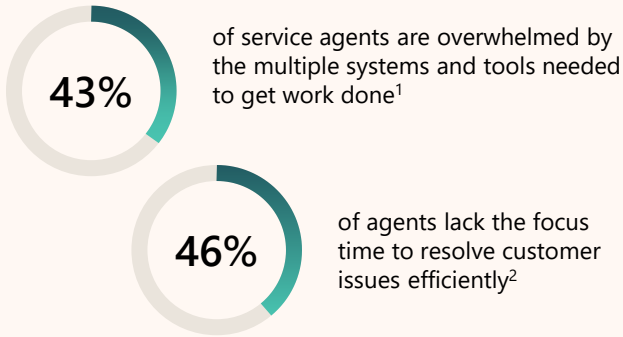 43%
of service agents are overwhelmed by
the multiple systems and tools needed
to get work done¹
46%
of agents lack the focus
time to resolve customer
issues efficiently²